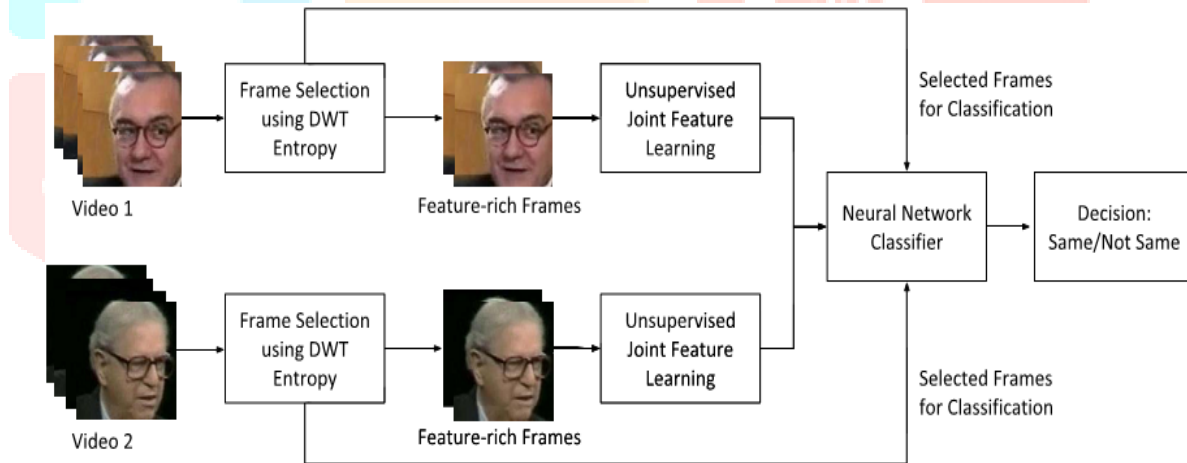 Frame Selection
using DWT
Entropy
Unsupervised
Joint Feature
Learning
Selected Frames
for Classification
Video 1
Feature-rich Frames
Neural Network
Classifier
Decision:
Same/Not Same
Frame Selection
using DWT
Entropy
Unsupervised
Joint Feature
Learning
Selected Frames
for Classification
Video 2
Feature-rich Frames